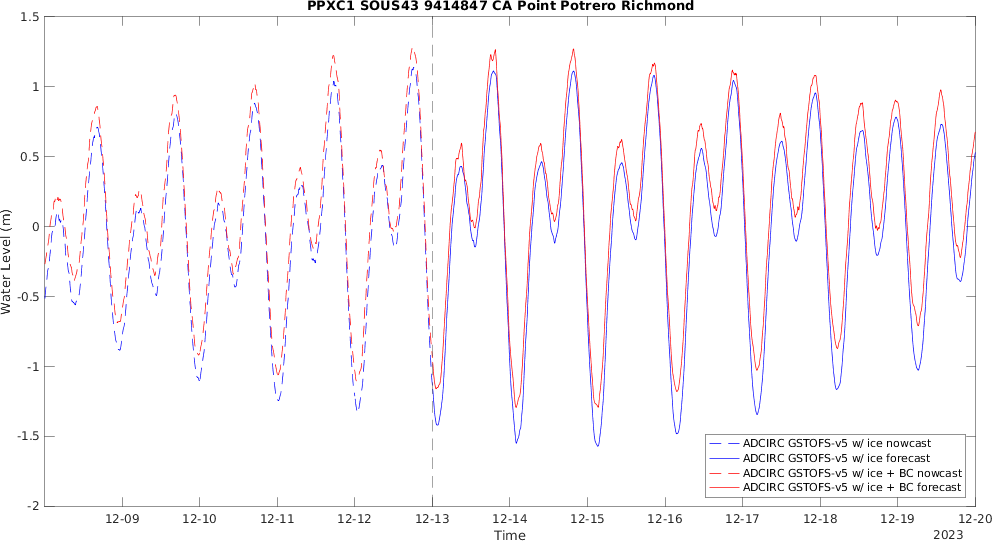 PPXC1 SOUS43 9414847 CA Point Potrero Richmond
1.5
1
0.5
0
-0.5
-1
-1.5
-2
Water Level (m)
12-09 12-10 12-11 12-12 12-13 12-14 12-15 12-16 12-17 12-18 12-19 12-20
Time
2023
ADCIRC GSTOFS-v5 w/ ice nowcast
ADCIRC GSTOFS-v5 w/ ice forecast
ADCIRC GSTOFS-v5 w/ ice + BC nowcast
ADCIRC GSTOFS-v5 w/ ice + BC forecast